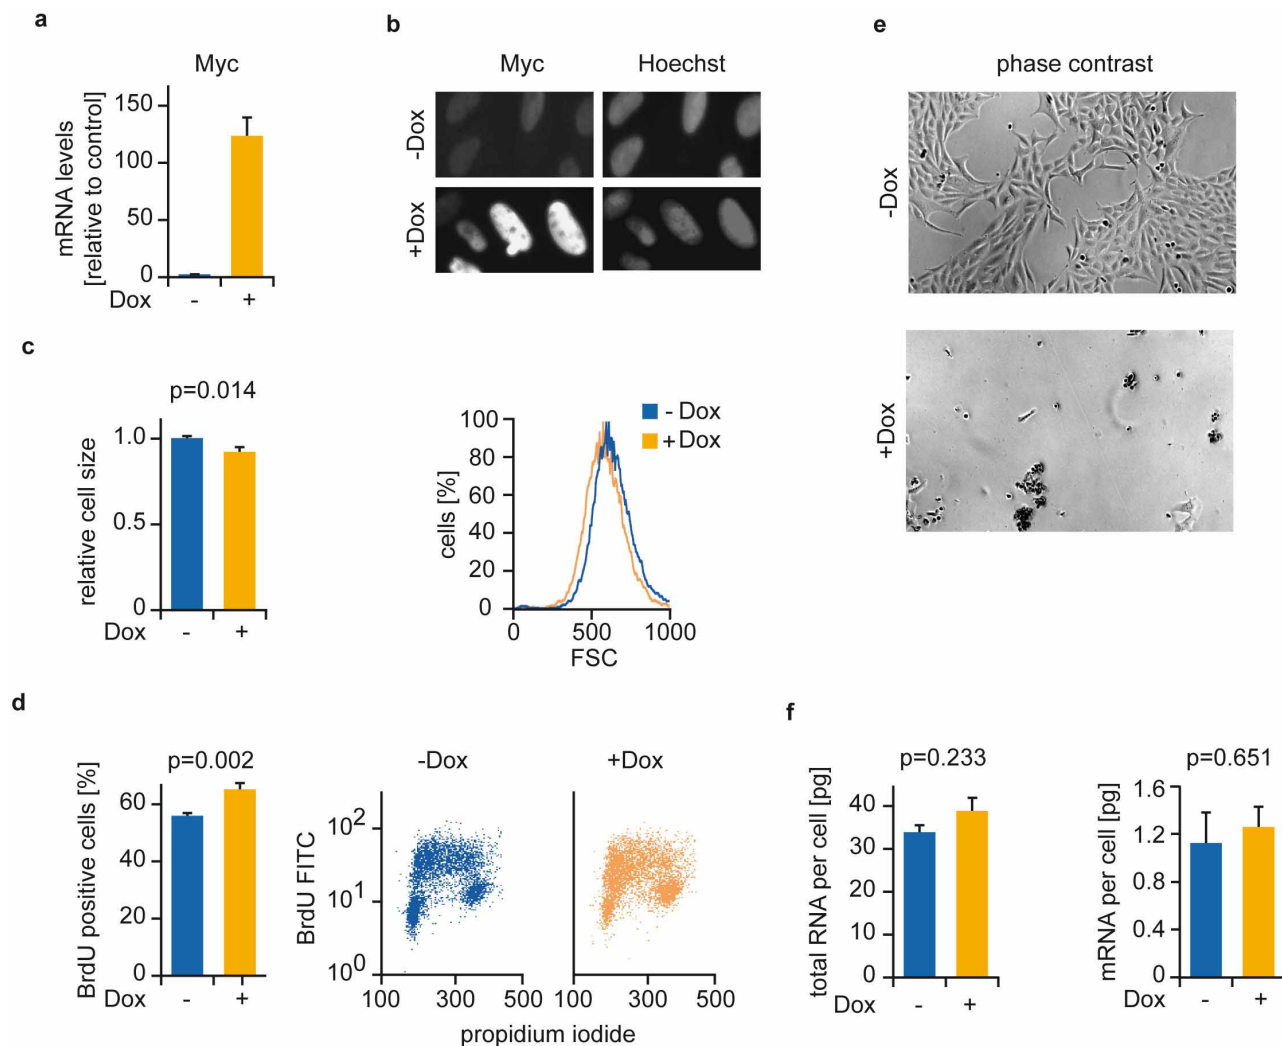 a
Myc
mRNA levels
[relative to control]
150
100
50
0
Dox
-
+
b
Myc
Hoechst
-Dox
+Dox
c
p=0.014
relative cell size
1.0
0.5
0
Dox
-
+
cells [%]
100
80
60
40
20
0
0
500
1000
FSC
- Dox
+ Dox
d
p=0.002
BrdU positive cells [%]
60
40
20
0
Dox
-
+
-Dox
+Dox
BrdU FITC
10²
10¹
10⁰
100
300
500
100
300
500
propidium iodide
e
phase contrast
-Dox
+Dox
f
p=0.233
total RNA per cell [pg]
40
30
20
10
0
Dox
-
+
p=0.651
mRNA per cell [pg]
1.6
1.2
0.8
0.4
0
Dox
-
+